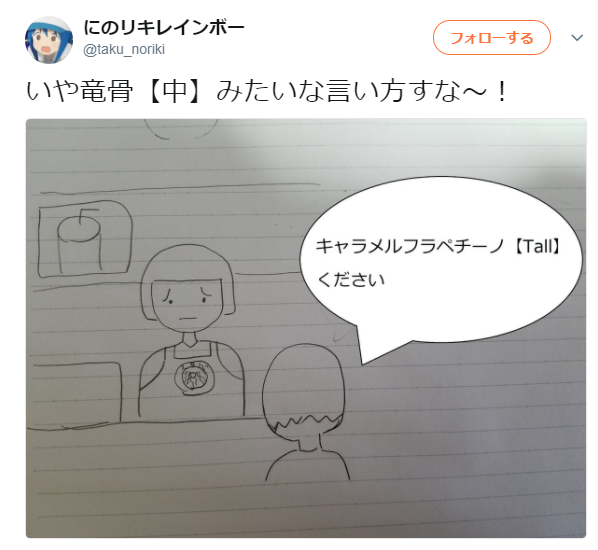 にのリキレインボー
@taku_noriki
フォローする
いや竜骨【中】みたいな言い方すな～！
キャラメルフラペチーノ【Tall】
ください